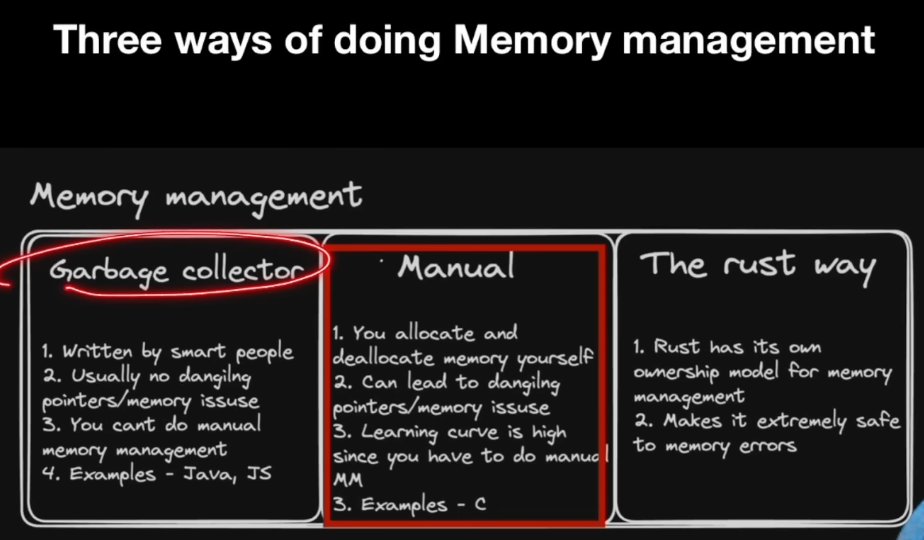 Three ways of doing Memory management
Memory management
Garbage collector
1. Written by smart people
2. Usually no dangilng
pointers/memory issuse
3. You cant do manual
memory management
4. Examples - Java, JS
Manual
1. You allocate and
deallocate memory yourself
2. Can lead to dangilng
pointers/memory issuse
3. Learning curve is high
since you have to do manual
MM
3. Examples - C
The rust way
1. Rust has its own
ownership model for memory
management
2. Makes it extremely safe
to memory errors